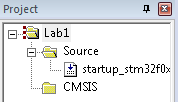 Project
Lab1
Source
startup_stm32f0x
CMSIS